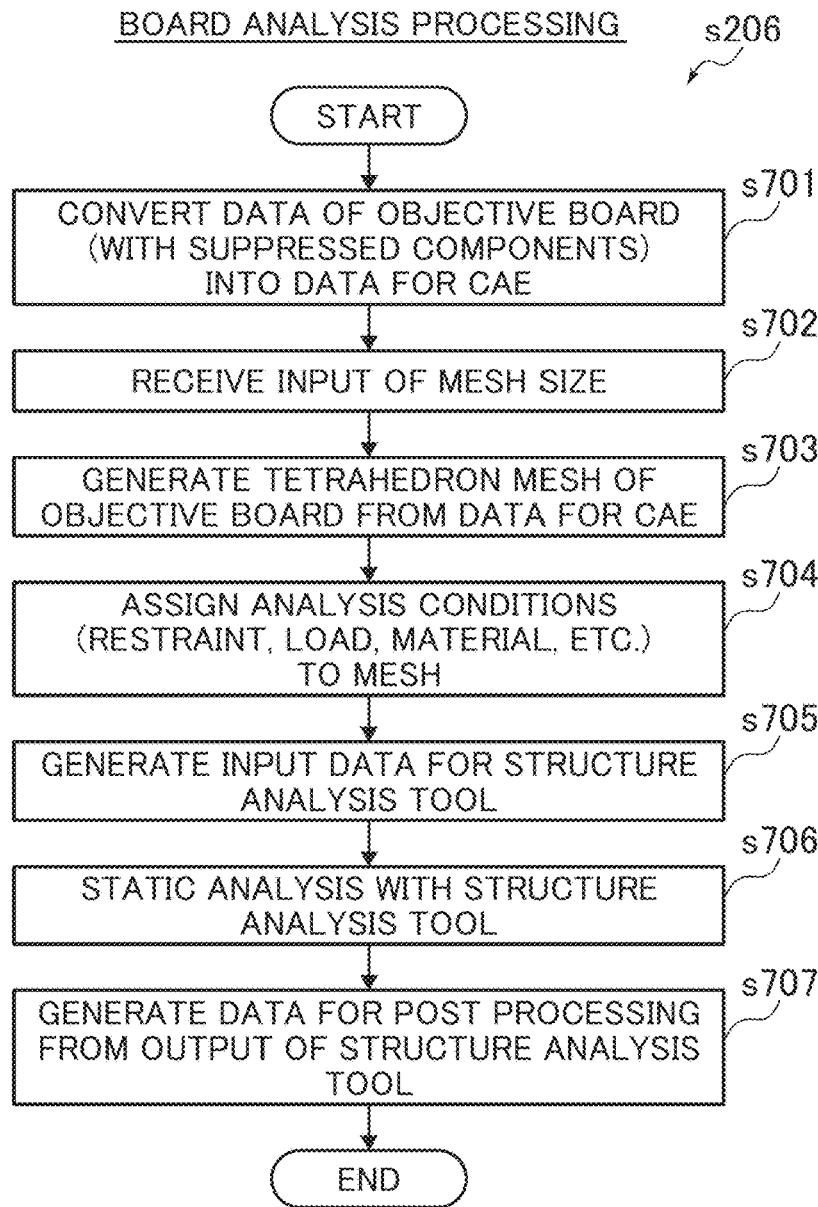 BOARD ANALYSIS PROCESSING
s206
START
s701
CONVERT DATA OF OBJECTIVE BOARD
(WITH SUPPRESSED COMPONENTS)
INTO DATA FOR CAE
s702
RECEIVE INPUT OF MESH SIZE
s703
GENERATE TETRAHEDRON MESH OF
OBJECTIVE BOARD FROM DATA FOR CAE
s704
ASSIGN ANALYSIS CONDITIONS
(RESTRAINT, LOAD, MATERIAL, ETC.)
TO MESH
s705
GENERATE INPUT DATA FOR STRUCTURE
ANALYSIS TOOL
s706
STATIC ANALYSIS WITH STRUCTURE
ANALYSIS TOOL
s707
GENERATE DATA FOR POST PROCESSING
FROM OUTPUT OF STRUCTURE ANALYSIS
TOOL
END